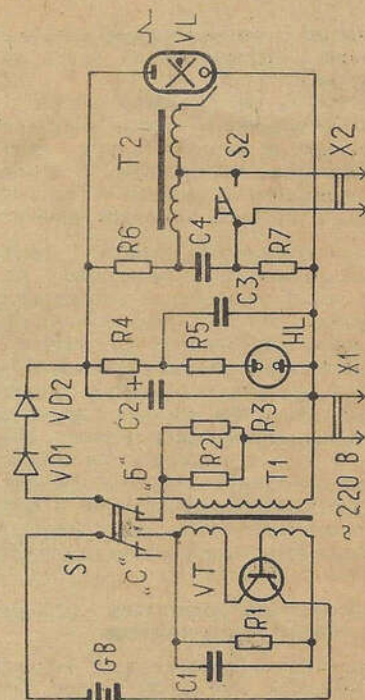 GB
S1
„С“
„Б“
VD1
VD2
C1
R1
VT
T1
R2
R3
C2
+
R4
R5
C3
HL
~ 220 В
X1
R6
C4
R7
T2
S2
X2
VL